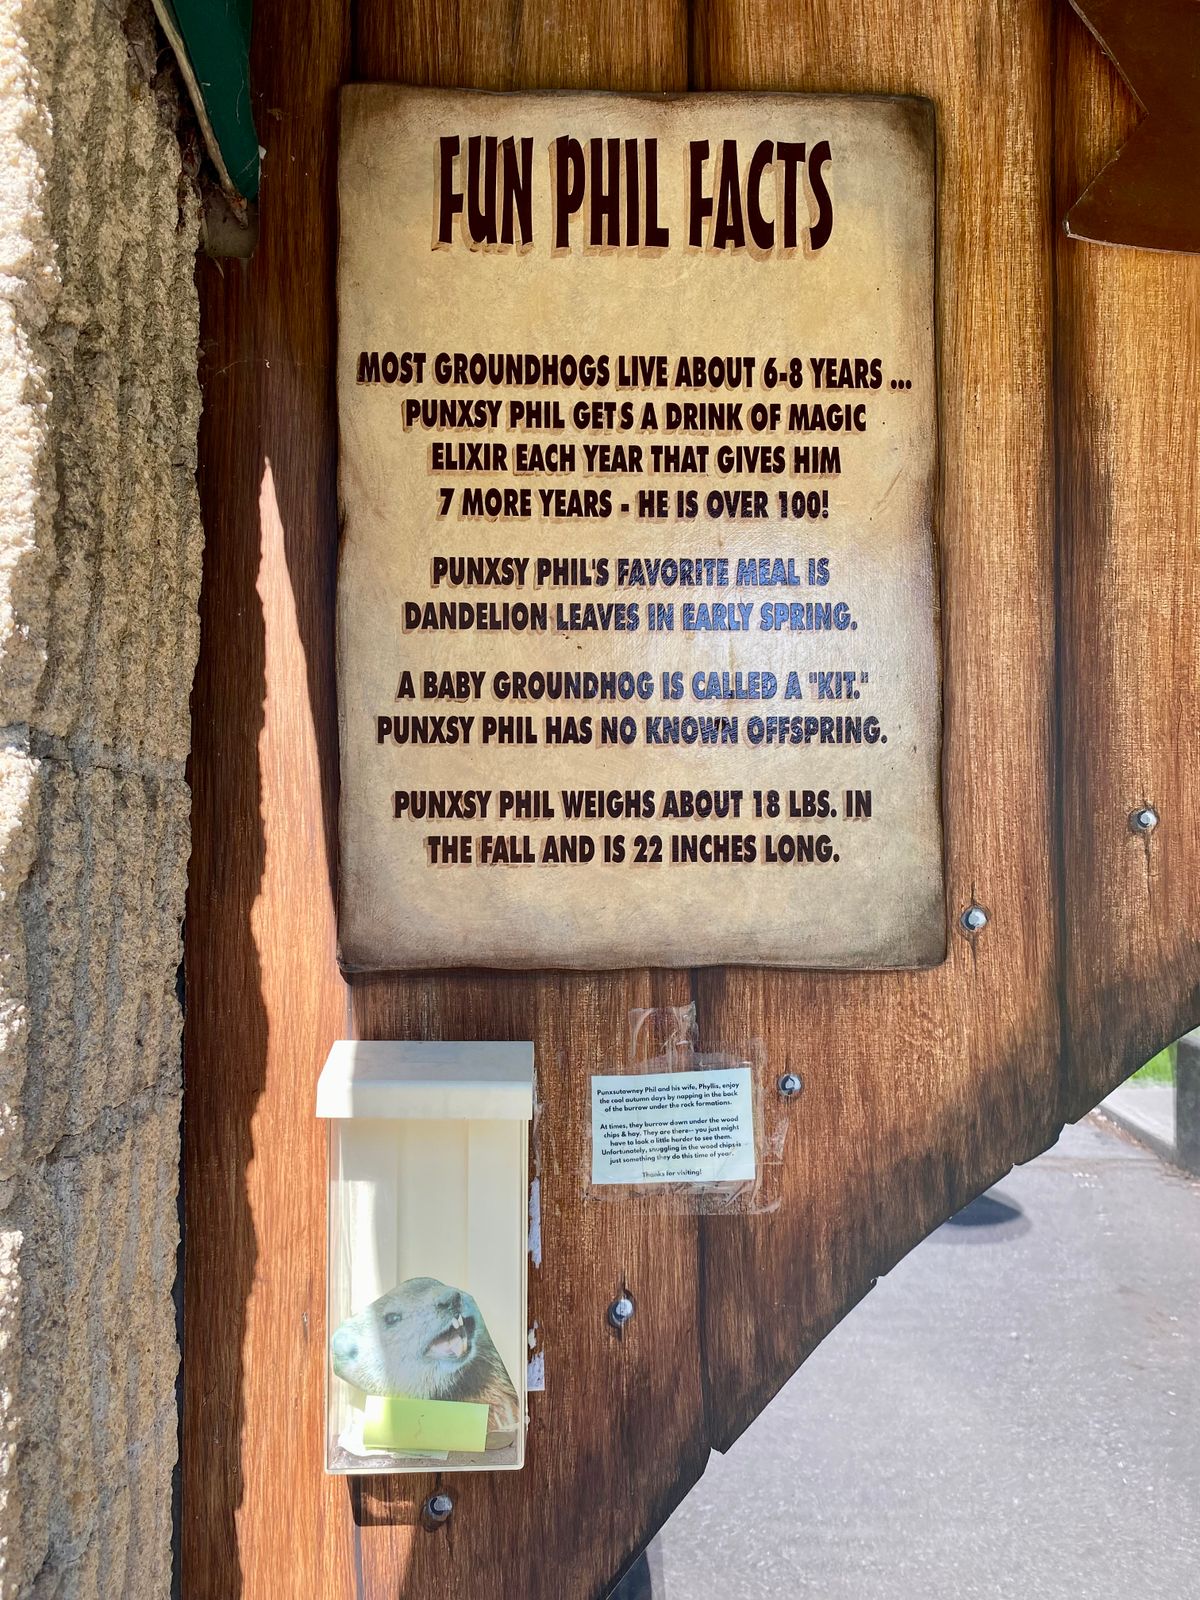 FUN PHIL FACTS
MOST GROUNDHOGS LIVE ABOUT 6-8 YEARS ...
PUNXSY PHIL GETS A DRINK OF MAGIC
ELIXIR EACH YEAR THAT GIVES HIM
7 MORE YEARS - HE IS OVER 100!
PUNXSY PHIL'S FAVORITE MEAL IS
DANDELION LEAVES IN EARLY SPRING.
A BABY GROUNDHOG IS CALLED A "KIT."
PUNXSY PHIL HAS NO KNOWN OFFSPRING.
PUNXSY PHIL WEIGHS ABOUT 18 LBS. IN
THE FALL AND IS 22 INCHES LONG.
Punxsutawney Phil and his wife, Phyllis, enjoy
the cool autumn days by napping in the back
of the burrow under the rock formations.
At times, they burrow down under the wood
chips & hay. They are there-- you just might
have to look a little harder to see them.
Unfortunately, snuggling in the wood chips is
just something they do this time of year.
Thanks for visiting!